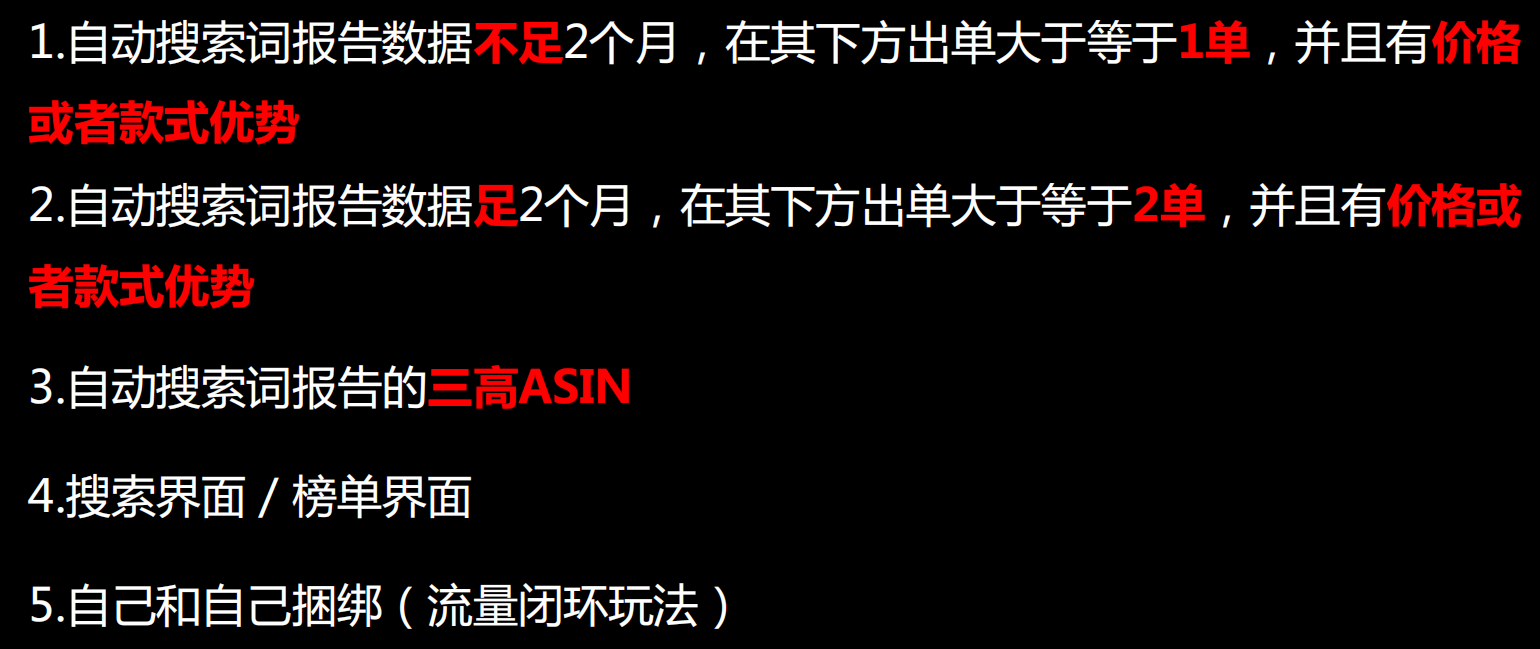 1.自动搜索词报告数据不足2个月，在其下方出单大于等于1单，并且有价格
或者款式优势
2.自动搜索词报告数据足2个月，在其下方出单大于等于2单，并且有价格或
者款式优势
3.自动搜索词报告的三高ASIN
4.搜索界面/榜单界面
5.自己和自己捆绑（流量闭环玩法）